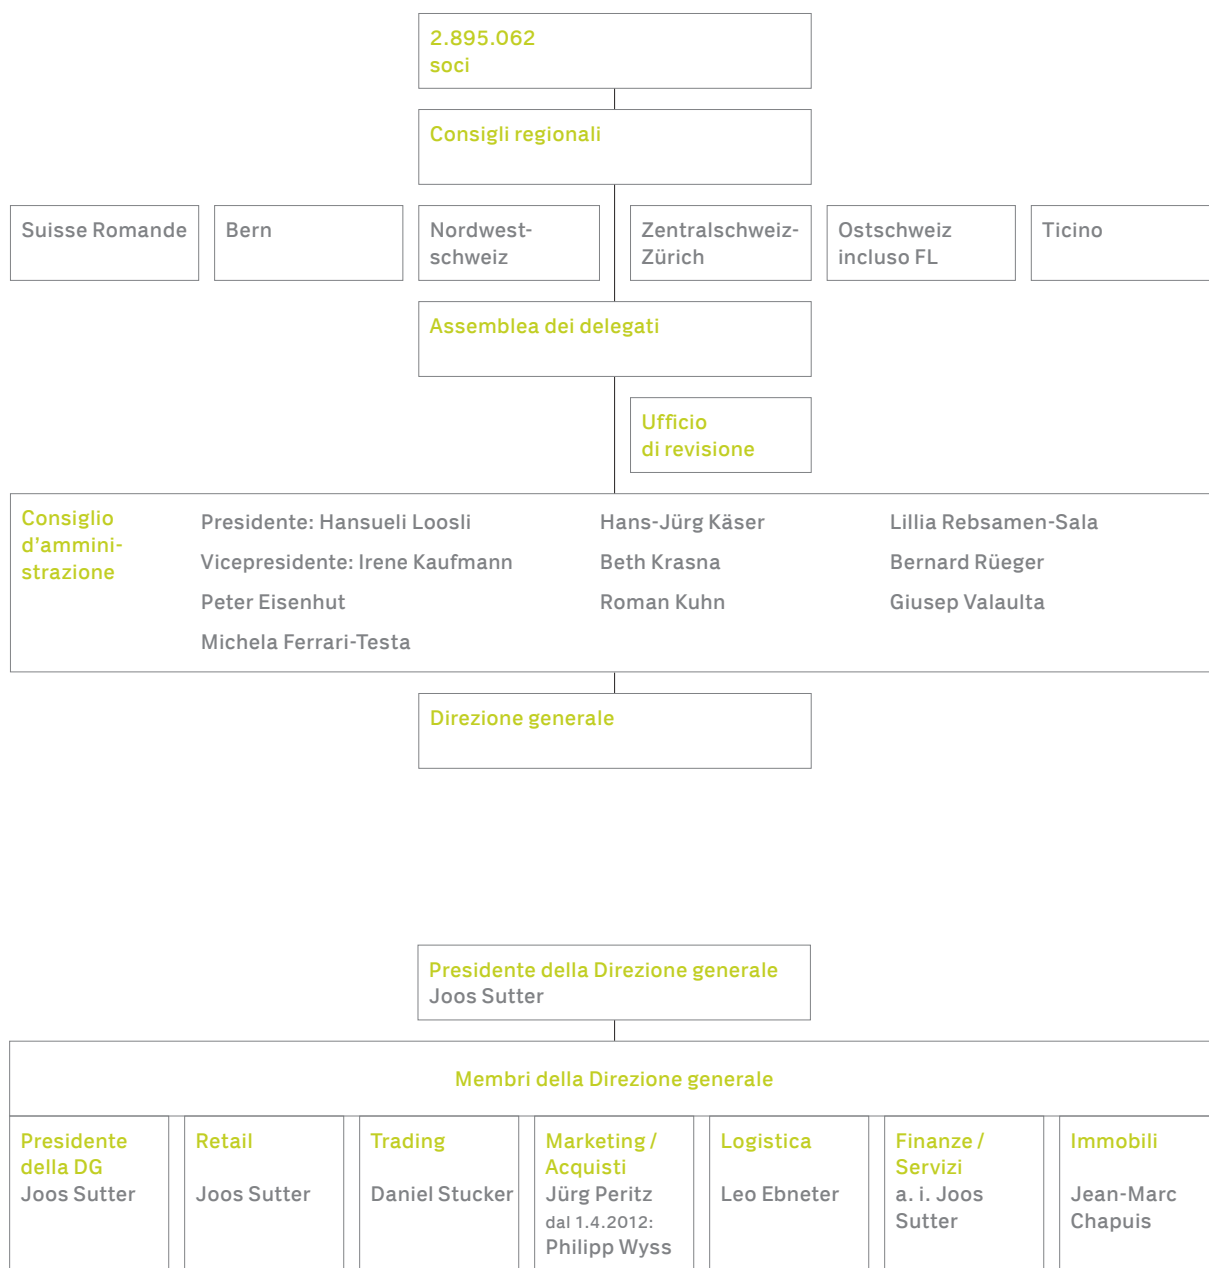 2.895.062
soci
Consigli regionali
Suisse Romande
Bern
Nordwest-
schweiz
Zentralschweiz-
Zürich
Ostschweiz
incluso FL
Ticino
Assemblea dei delegati
Ufficio
di revisione
Consiglio
d’ammini-
strazione
Presidente: Hansueli Loosli
Vicepresidente: Irene Kaufmann
Peter Eisenhut
Michela Ferrari-Testa
Hans-Jürg Käser
Beth Krasna
Roman Kuhn
Lillia Rebsamen-Sala
Bernard Rüeger
Giusep Valaulta
Direzione generale
Presidente della Direzione generale
Joos Sutter
Membri della Direzione generale
Presidente
della DG
Joos Sutter
Retail
Joos Sutter
Trading
Daniel Stucker
Marketing /
Acquisti
Jürg Peritz
dal 1.4.2012:
Philipp Wyss
Logistica
Leo Ebneter
Finanze /
Servizi
a. i. Joos
Sutter
Immobili
Jean-Marc
Chapuis